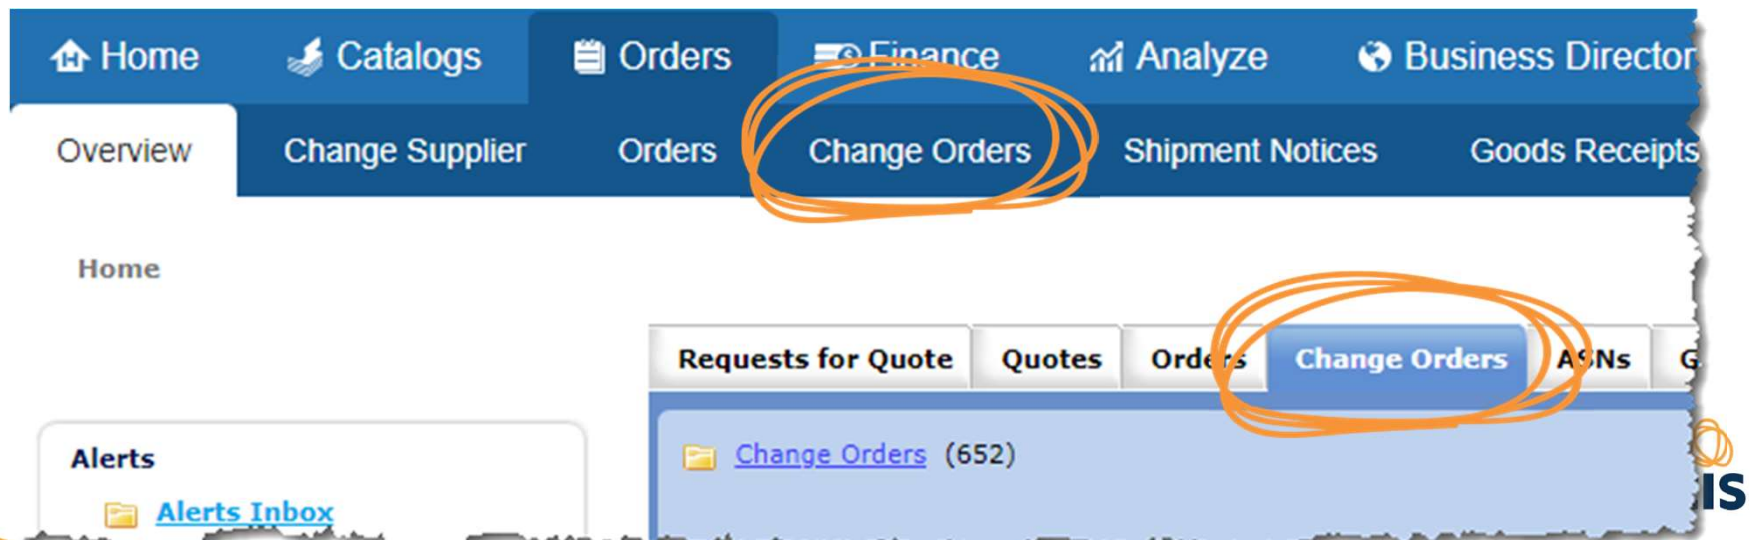 Home Catalogs Orders Finance Analyze Business Director
Overview Change Supplier Orders Change Orders Shipment Notices Goods Receipts
Home
Requests for Quote Quotes Orders Change Orders ASNs G
Alerts
Change Orders (652)
Alerts Inbox
IS